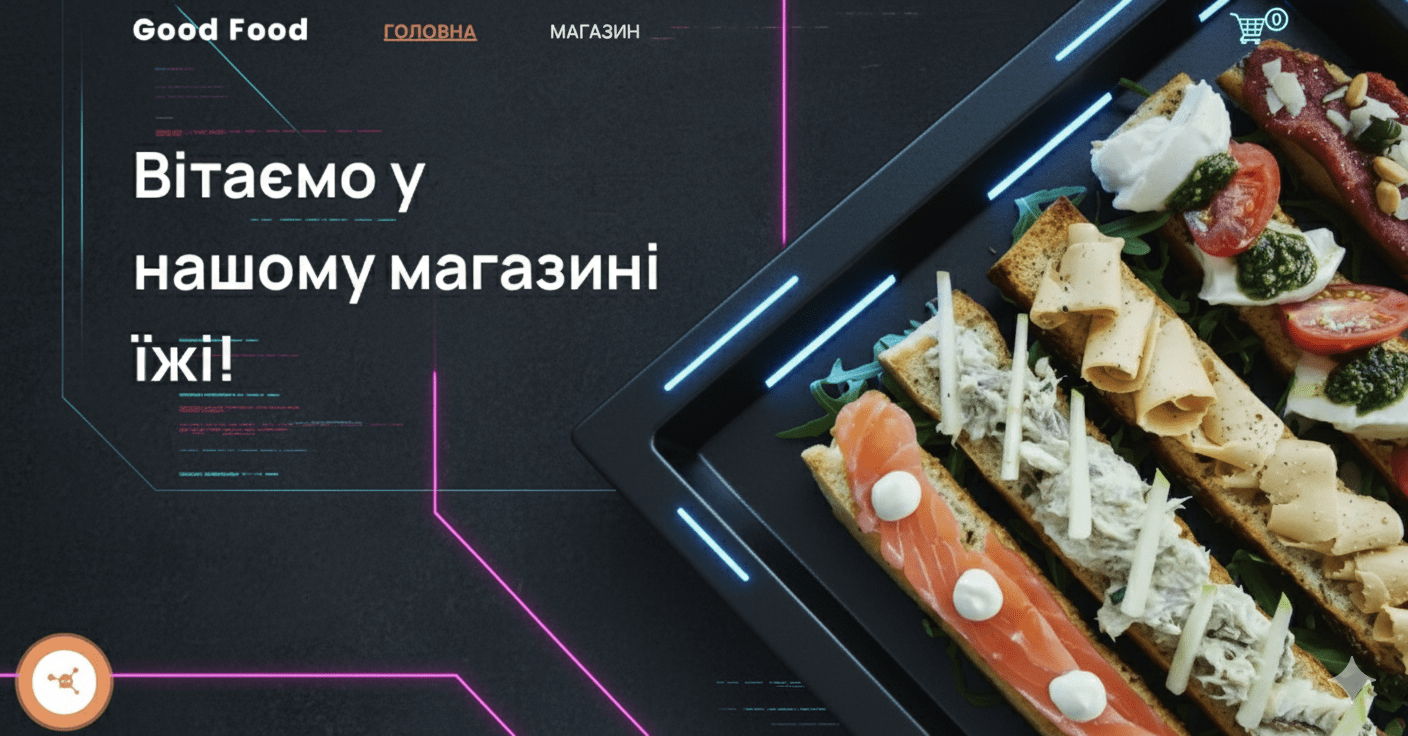 Good Food
ГОЛОВНА
МАГАЗИН
0
Вітаємо у
нашому магазині
їжі!